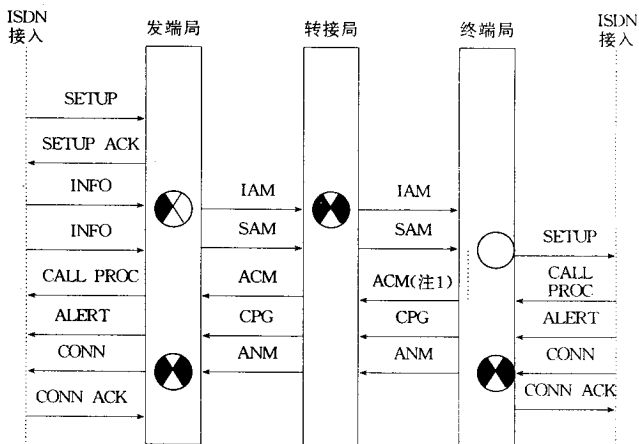 ISDN
接入
发端局
转接局
终端局
ISDN
接入
SETUP
SETUP ACK
INFO
IAM
IAM
INFO
SAM
SAM
SETUP
CALL PROC
ACM
ACM(注1)
CALL
PROC
ALERT
CPG
CPG
ALERT
CONN
ANM
ANM
CONN
CONN ACK
CONN ACK